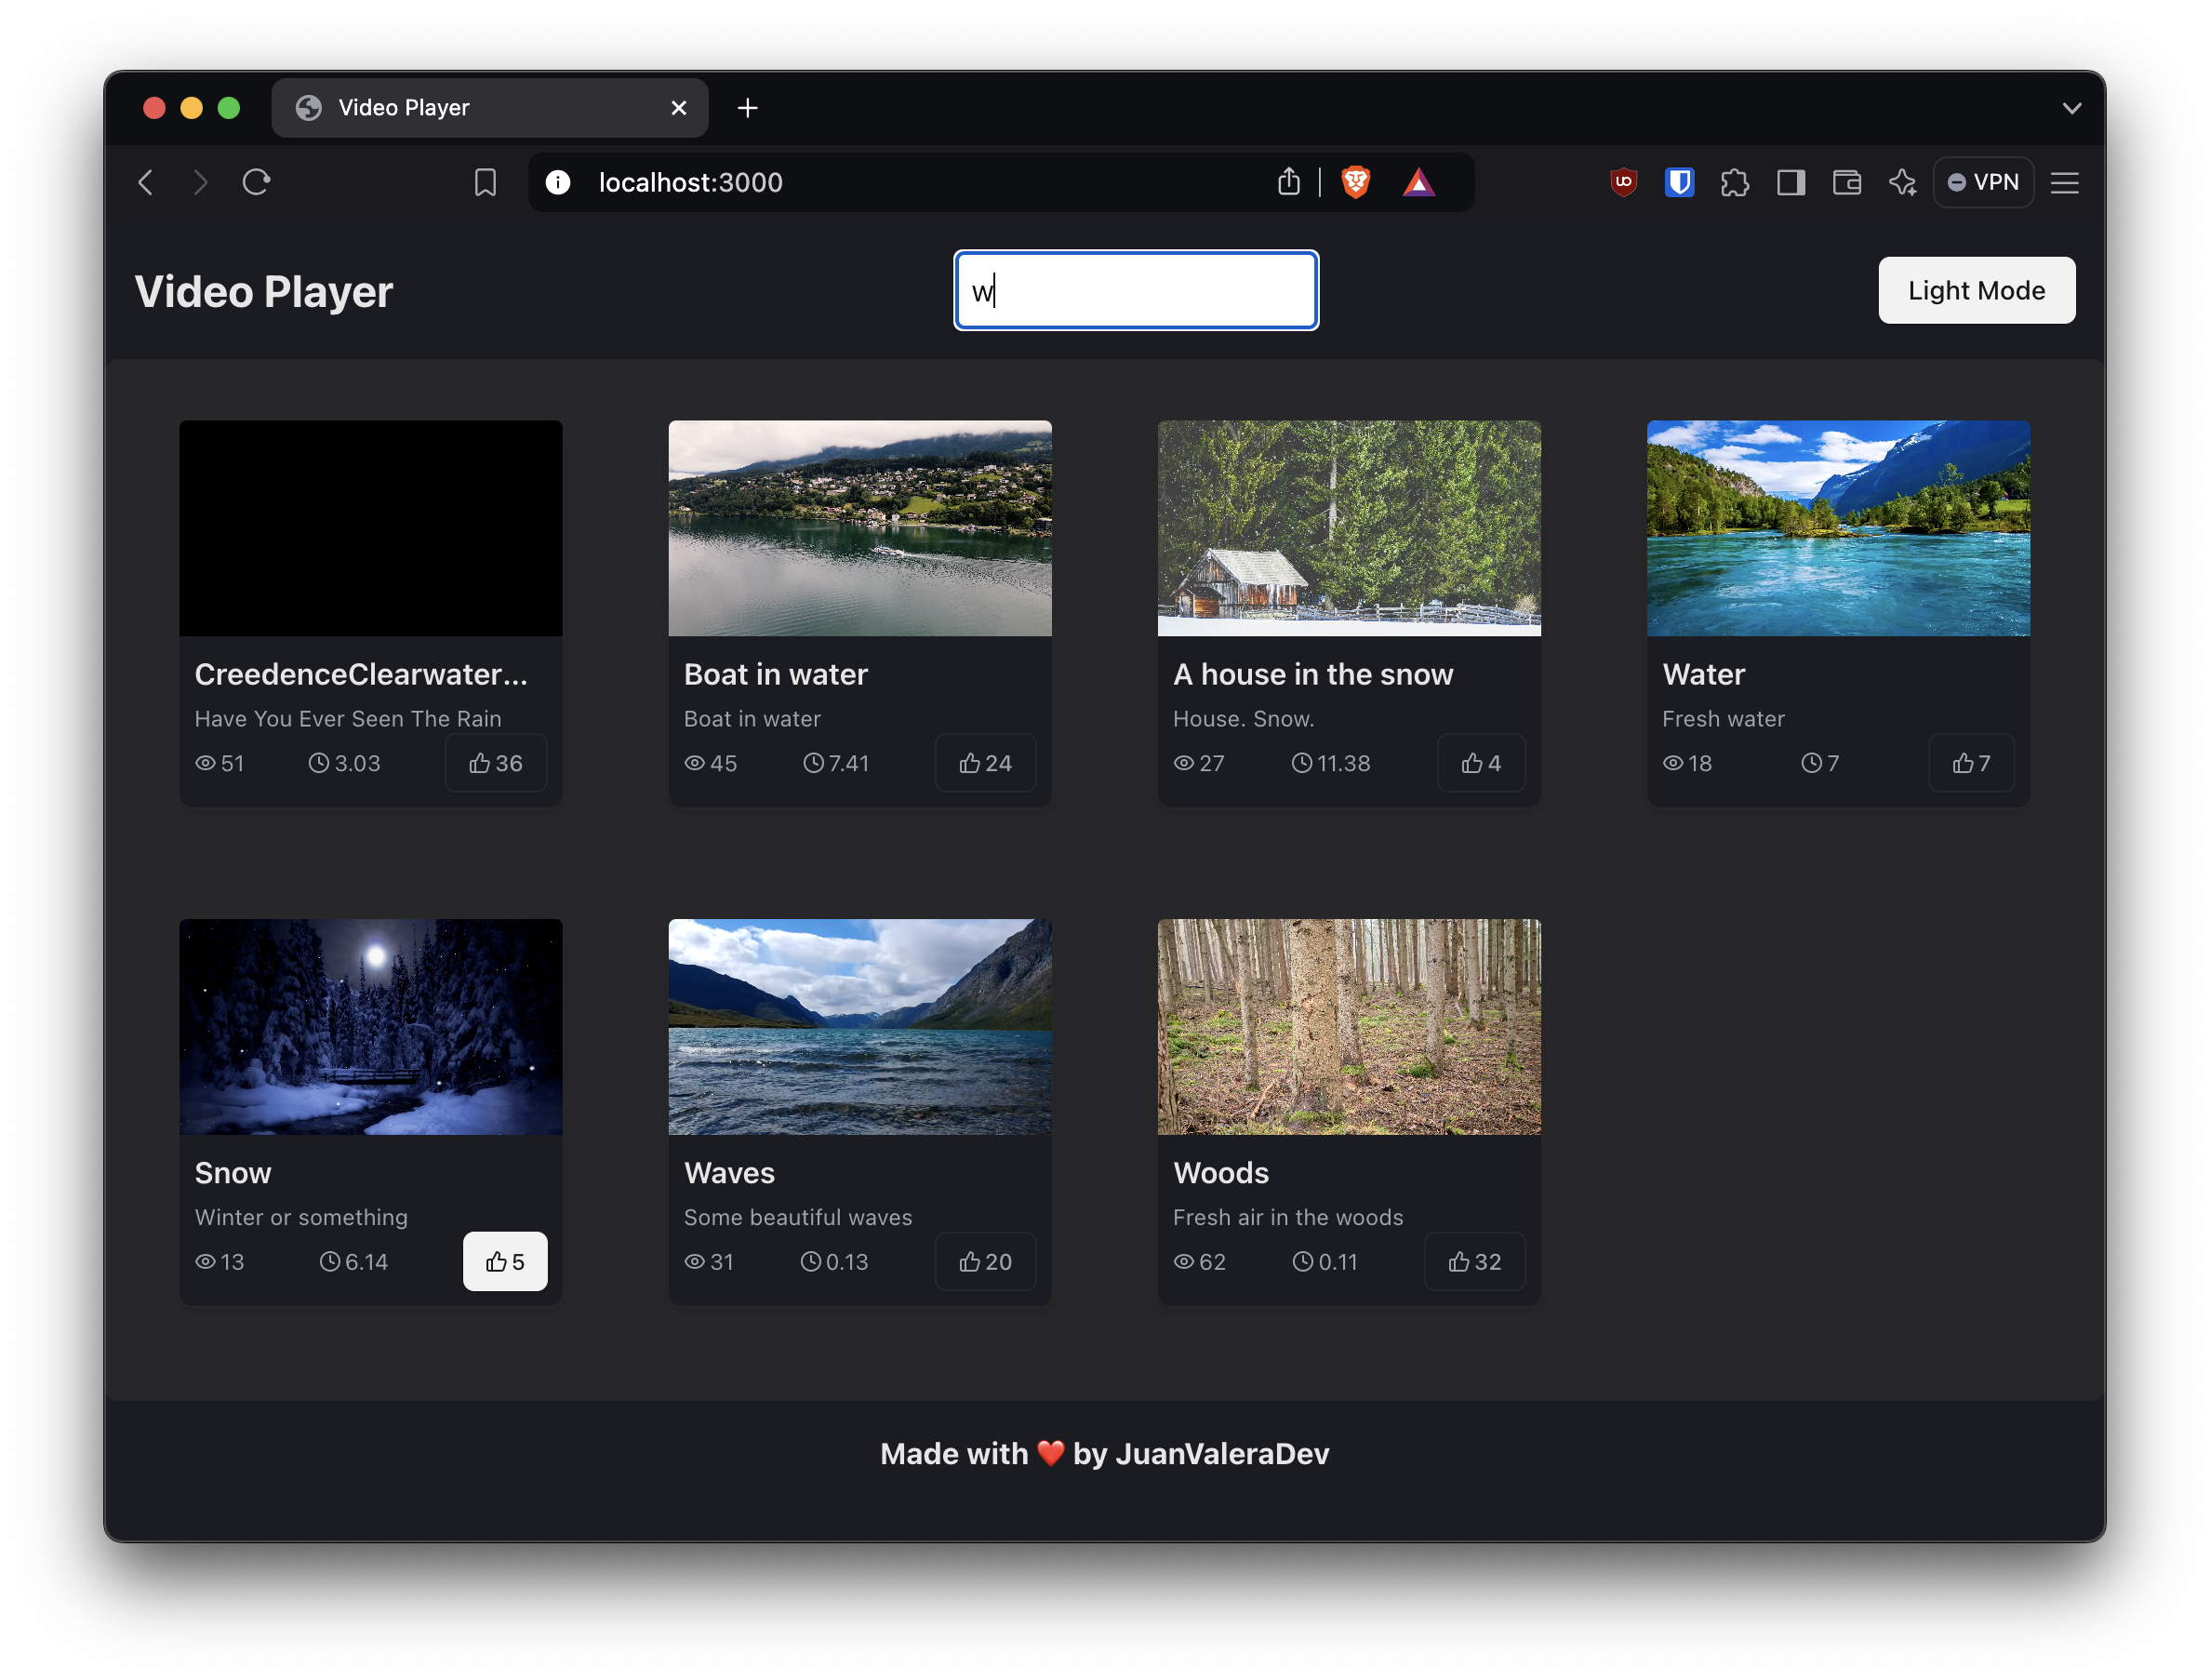 Video Player
localhost:3000
VPN
Video Player
w
Light Mode
CreedenceClearwater...
Have You Ever Seen The Rain
51 3.03 36
Boat in water
Boat in water
45 7.41 24
A house in the snow
House. Snow.
27 11.38 4
Water
Fresh water
18 7 7
Snow
Winter or something
13 6.14 5
Waves
Some beautiful waves
31 0.13 20
Woods
Fresh air in the woods
62 0.11 32
Made with ❤️ by JuanValeraDev